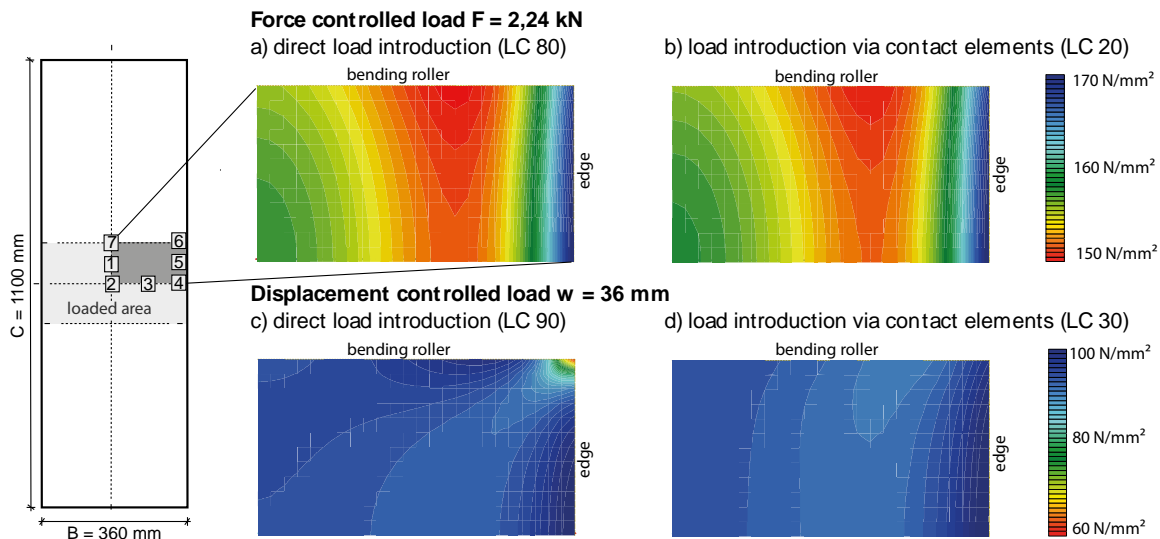 Force controlled load F = 2,24 kN
a) direct load introduction (LC 80)
b) load introduction via contact elements (LC 20)
bending roller
bending roller
edge
edge
170 N/mm²
160 N/mm²
150 N/mm²
C = 1100 mm
7
6
1
5
2
3
4
loaded area
B = 360 mm
Displacement controlled load w = 36 mm
c) direct load introduction (LC 90)
d) load introduction via contact elements (LC 30)
bending roller
bending roller
edge
edge
100 N/mm²
80 N/mm²
60 N/mm²